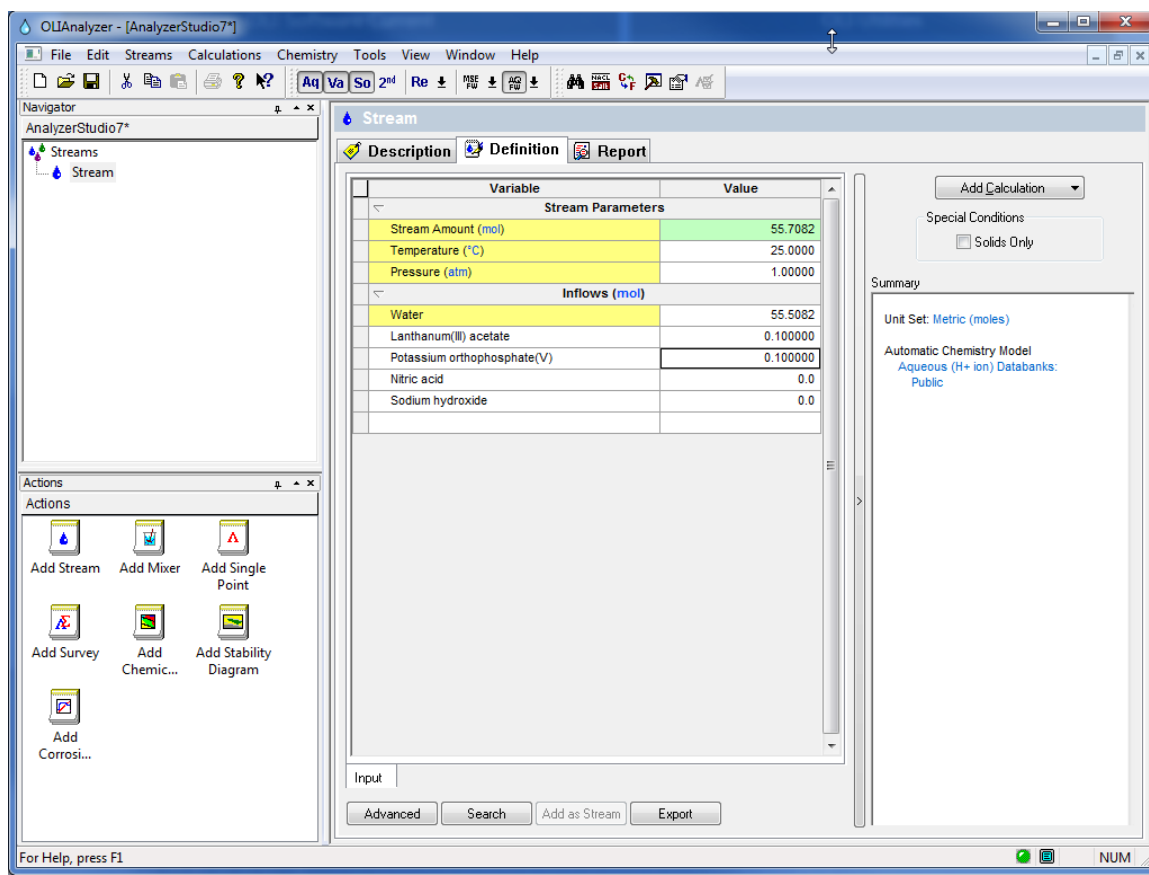 OLIAnalyzer - [AnalyzerStudio7*]
File Edit Streams Calculations Chemistry Tools View Window Help
Aq Va So 2nd Re MSE FW AQ FW
Navigator
AnalyzerStudio7*
Streams
Stream
Stream
Description Definition Report
Variable Value
Stream Parameters
Stream Amount (mol) 55.7082
Temperature (°C) 25.0000
Pressure (atm) 1.00000
Inflows (mol)
Water 55.5082
Lanthanum(III) acetate 0.100000
Potassium orthophosphate(V) 0.100000
Nitric acid 0.0
Sodium hydroxide 0.0
Input
Advanced Search Add as Stream Export
Add Calculation
Special Conditions
Solids Only
Summary
Unit Set: Metric (moles)
Automatic Chemistry Model
Aqueous (H+ ion) Databanks:
Public
Actions
Actions
Add Stream Add Mixer Add Single Point
Add Survey Add Chemic... Add Stability Diagram
Add Corrosi...
For Help, press F1 NUM